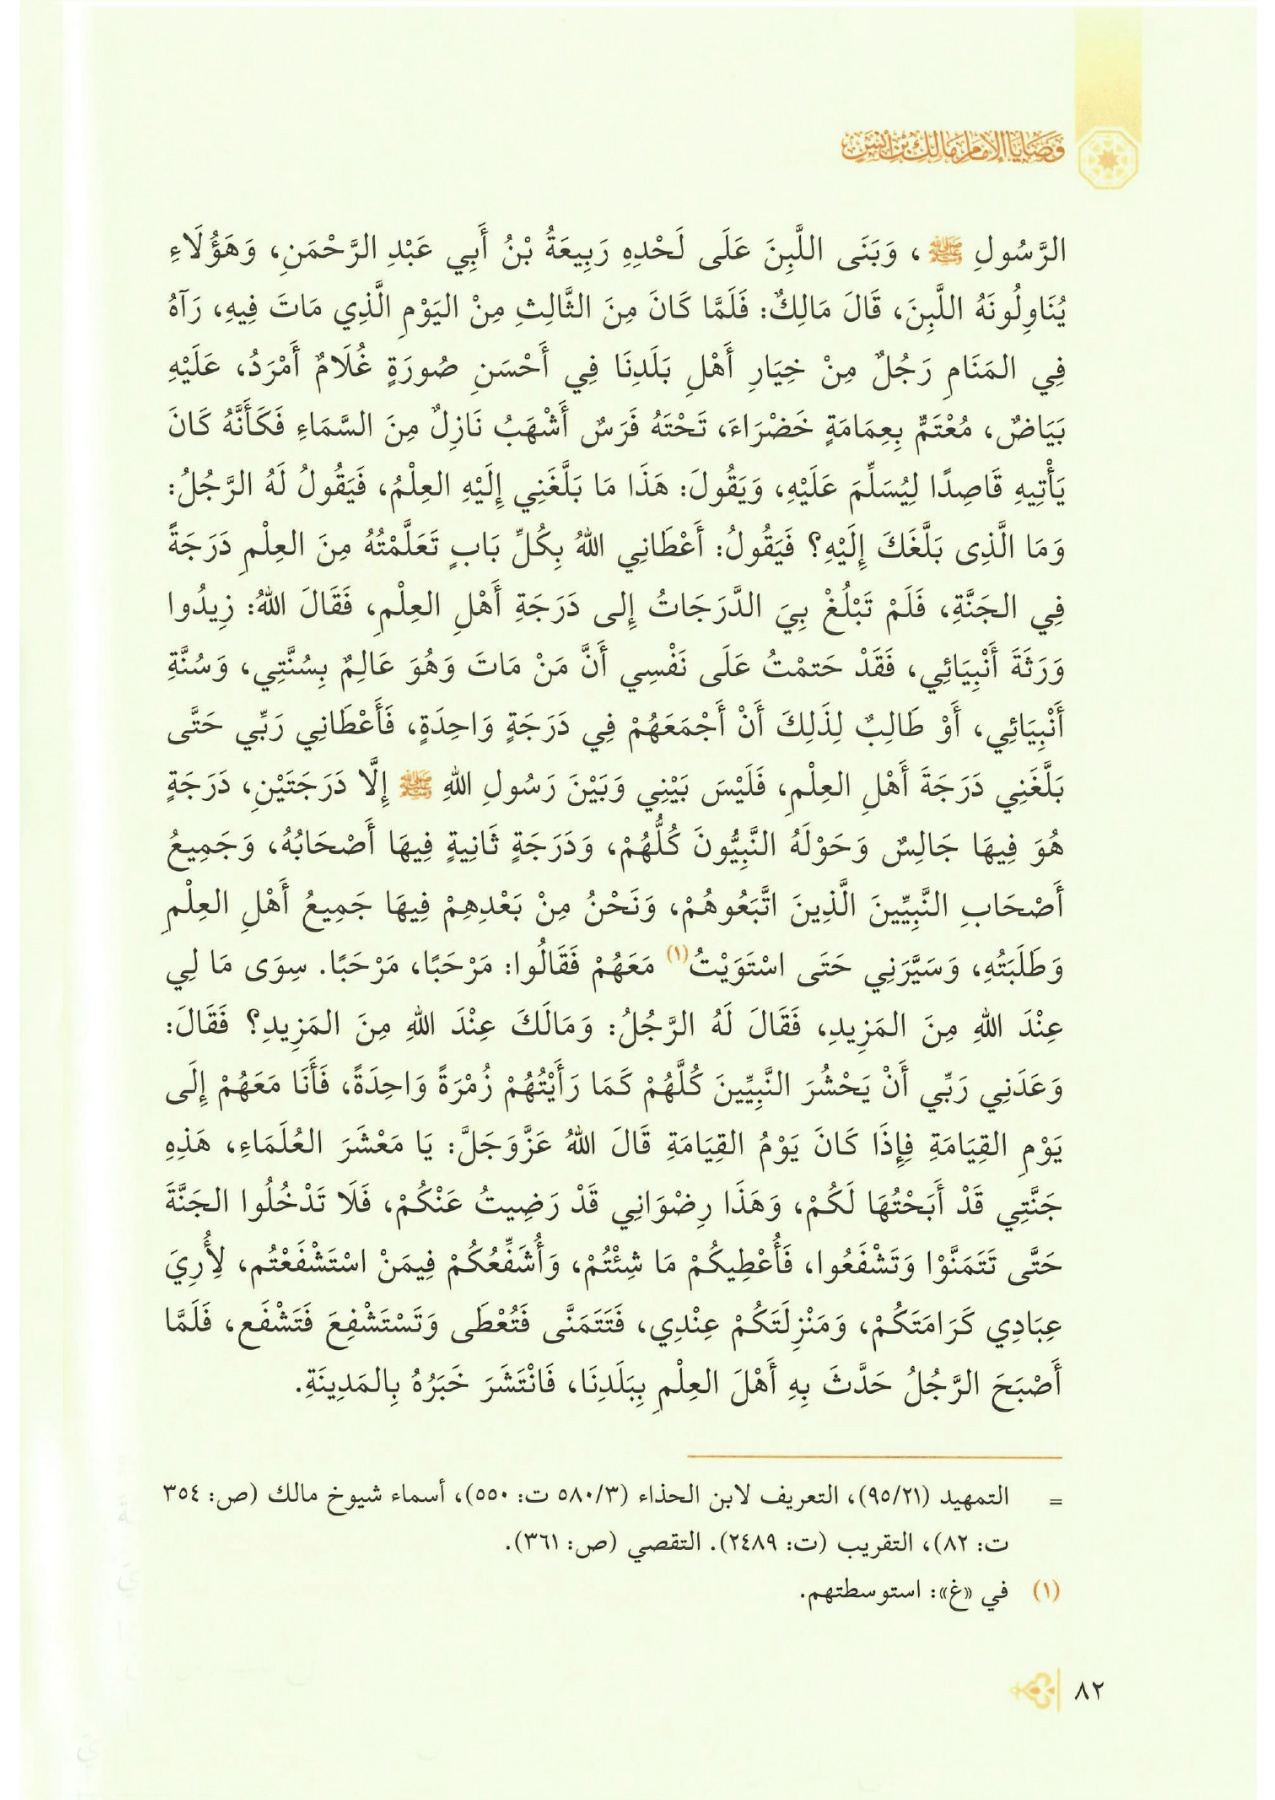 وَصَايَا الإِمَامِ مَالِكِ بْنِ أَنَسٍ
الرَّسُولِ ﷺ، وَبَنَى اللَّبِنَ عَلَى لَحْدِهِ رَبِيعَةُ بْنُ أَبِي عَبْدِ الرَّحْمَنِ، وَهَؤُلَاءِ
يُنَاوِلُونَهُ اللَّبِنَ، قَالَ مَالِكٌ: فَلَمَّا كَانَ مِنَ الثَّالِثِ مِنْ اليَوْمِ الَّذِي مَاتَ فِيهِ، رَآهُ
فِي المَنَامِ رَجُلٌ مِنْ خِيَارِ أَهْلِ بَلَدِنَا فِي أَحْسَنِ صُورَةٍ غُلَامٌ أَمْرَدُ، عَلَيْهِ
بَيَاضٌ، مُعْتَمٌّ بِعِمَامَةٍ خَضْرَاءَ، تَحْتَهُ فَرَسٌ أَشْهَبُ نَازِلٌ مِنَ السَّمَاءِ فَكَأَنَّهُ كَانَ
يَأْتِيهِ قَاصِدًا لِيُسَلِّمَ عَلَيْهِ، وَيَقُولَ: هَذَا مَا بَلَّغَنِي إِلَيْهِ العِلْمُ، فَيَقُولُ لَهُ الرَّجُلُ:
وَمَا الَّذِى بَلَّغَكَ إِلَيْهِ؟ فَيَقُولُ: أَعْطَانِي اللهُ بِكُلِّ بَابٍ تَعَلَّمْتُهُ مِنَ العِلْمِ دَرَجَةً
فِي الجَنَّةِ، فَلَمْ تَبْلُغْ بِيَ الدَّرَجَاتُ إِلى دَرَجَةِ أَهْلِ العِلْمِ، فَقَالَ اللهُ: زِيدُوا
وَرَثَةَ أَنْبِيَائِي، فَقَدْ حَتمْتُ عَلَى نَفْسِي أَنَّ مَنْ مَاتَ وَهُوَ عَالِمٌ بِسُنَّتِي، وَسُنَّةِ
أَنْبِيَائِي، أَوْ طَالِبٌ لِذَلِكَ أَنْ أَجْمَعَهُمْ فِي دَرَجَةٍ وَاحِدَةٍ، فَأَعْطَانِي رَبِّي حَتَّى
بَلَّغَنِي دَرَجَةَ أَهْلِ العِلْمِ، فَلَيْسَ بَيْنِي وَبَيْنَ رَسُولِ اللهِ ﷺ إِلَّا دَرَجَتَيْنِ، دَرَجَةٍ
هُوَ فِيهَا جَالِسٌ وَحَوْلَهُ النَّبِيُّونَ كُلُّهُمْ، وَدَرَجَةٍ ثَانِيةٍ فِيهَا أَصْحَابُهُ، وَجَمِيعُ
أَصْحَابِ النَّبِيِّينَ الَّذِينَ اتَّبَعُوهُمْ، وَنَحْنُ مِنْ بَعْدِهِمْ فِيهَا جَمِيعُ أَهْلِ العِلْمِ
وَطَلَبَتُهِ، وَسَيَّرَنِي حَتَى اسْتَوَيْتُ(١) مَعَهُمْ فَقَالُوا: مَرْحَبًا، مَرْحَبًا. سِوَى مَا لِي
عِنْدَ اللهِ مِنَ المَزِيدِ، فَقَالَ لَهُ الرَّجُلُ: وَمَالَكَ عِنْدَ اللهِ مِنَ المَزِيدِ؟ فَقَالَ:
وَعَدَنِي رَبِّي أَنْ يَحْشُرَ النَّبِيِّينَ كُلَّهُمْ كَمَا رَأَيْتُهُمْ زُمْرَةً وَاحِدَةً، فَأَنَا مَعَهُمْ إِلَى
يَوْمِ القِيَامَةِ فِإِذَا كَانَ يَوْمُ القِيَامَةِ قَالَ اللهُ عَزَّوَجَلَّ: يَا مَعْشَرَ العُلَمَاءِ، هَذِهِ
جَنَّتِي قَدْ أَبَحْتُهَا لَكُمْ، وَهَذَا رِضْوَانِي قَدْ رَضِيتُ عَنْكُمْ، فَلَا تَدْخُلُوا الجَنَّةَ
حَتَّى تَتَمَنَّوْا وَتَشْفَعُوا، فَأُعْطِيكُمْ مَا شِئْتُمْ، وَأُشَفِّعُكُمْ فِيمَنْ اسْتَشْفَعْتُم، لِأُرِيَ
عِبَادِي كَرَامَتَكُمْ، وَمَنْزِلَتَكُمْ عِنْدِي، فَتَتَمَنَّى فَتُعْطَى وَتَسْتَشْفِعَ فَتَشْفَع، فَلَمَّا
أَصْبَحَ الرَّجُلُ حَدَّثَ بِهِ أَهْلَ العِلْمِ بِبَلَدِنَا، فَانْتَشَرَ خَبَرُهُ بِالمَدِينَةِ.
= التمهيد (٩٥/٢١)، التعريف لابن الحذاء (٥٨٠/٣ ت: ٥٥٠)، أسماء شيوخ مالك (ص: ٣٥٤
ت: ٨٢)، التقريب (ت: ٢٤٨٩). التقصي (ص: ٣٦١).
(١) في «غ»: استوسطتهم.
٨٢